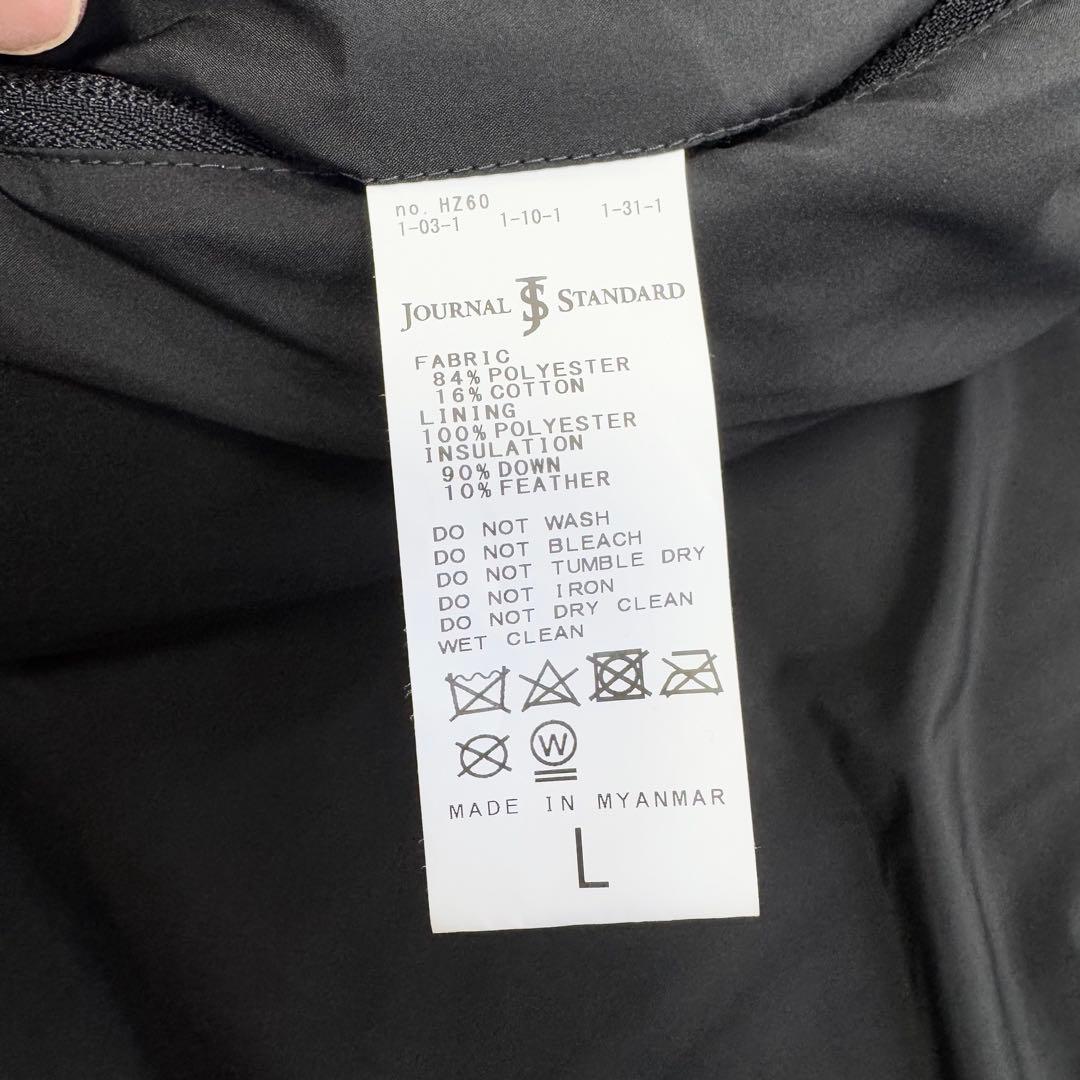 no. HZ60
1-03-1 1-10-1 1-31-1
JOURNAL JS STANDARD
FABRIC
84% POLYESTER
16% COTTON
LINING
100% POLYESTER
INSULATION
90% DOWN
10% FEATHER
DO NOT WASH
DO NOT BLEACH
DO NOT TUMBLE DRY
DO NOT IRON
DO NOT DRY CLEAN
WET CLEAN
W
MADE IN MYANMAR
L